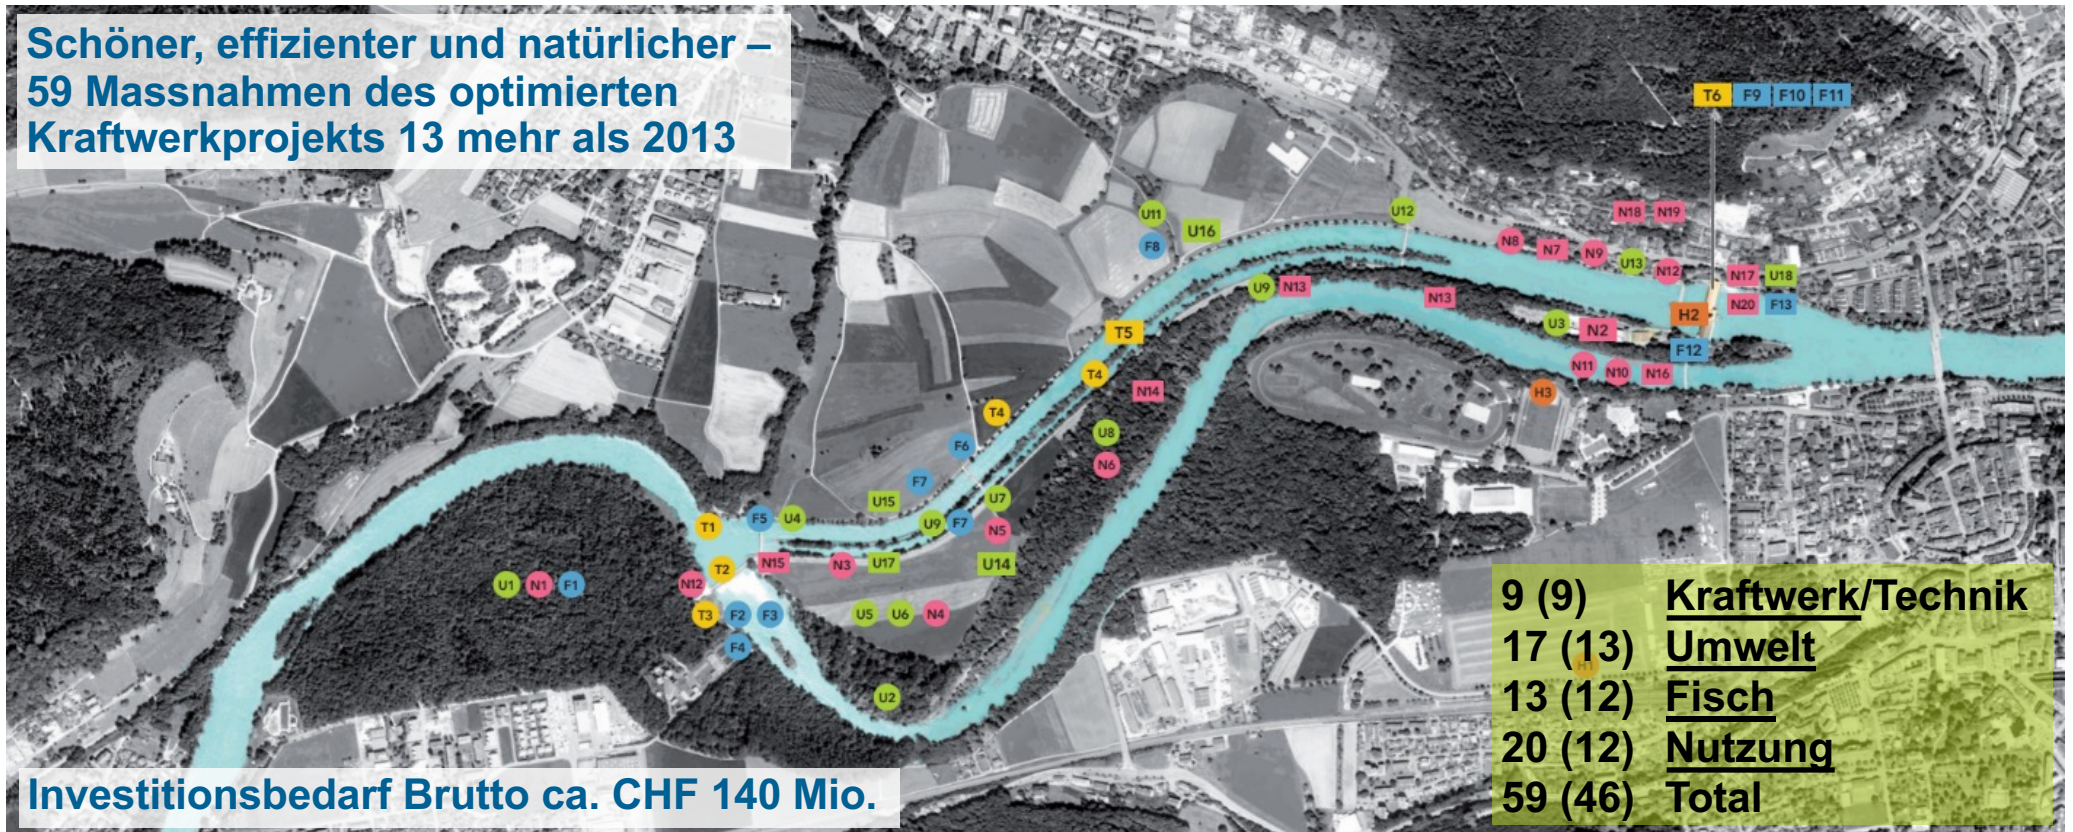 Schöner, effizienter und natürlicher –
59 Massnahmen des optimierten
Kraftwerkprojekts 13 mehr als 2013
T6 F9 F10 F11
U11
U12
N18 N19
F8
U16
N8
N7
N9
U13
N12
N17 U18
U9 N13
N13
N20 F13
H2
U3 N2
T5
F12
T4
N11
N10
N16
N14
H3
T4
U8
F6
N6
F7
U15
U7
T1
F5 U4
U9 F7
N5
N15
N3
U17
U14
T2
U1 N1 F1
N12
T3 F2 F3
U5 U6 N4
F4
H1
U2
9 (9) Kraftwerk/Technik
17 (13) Umwelt
13 (12) Fisch
20 (12) Nutzung
59 (46) Total
Investitionsbedarf Brutto ca. CHF 140 Mio.